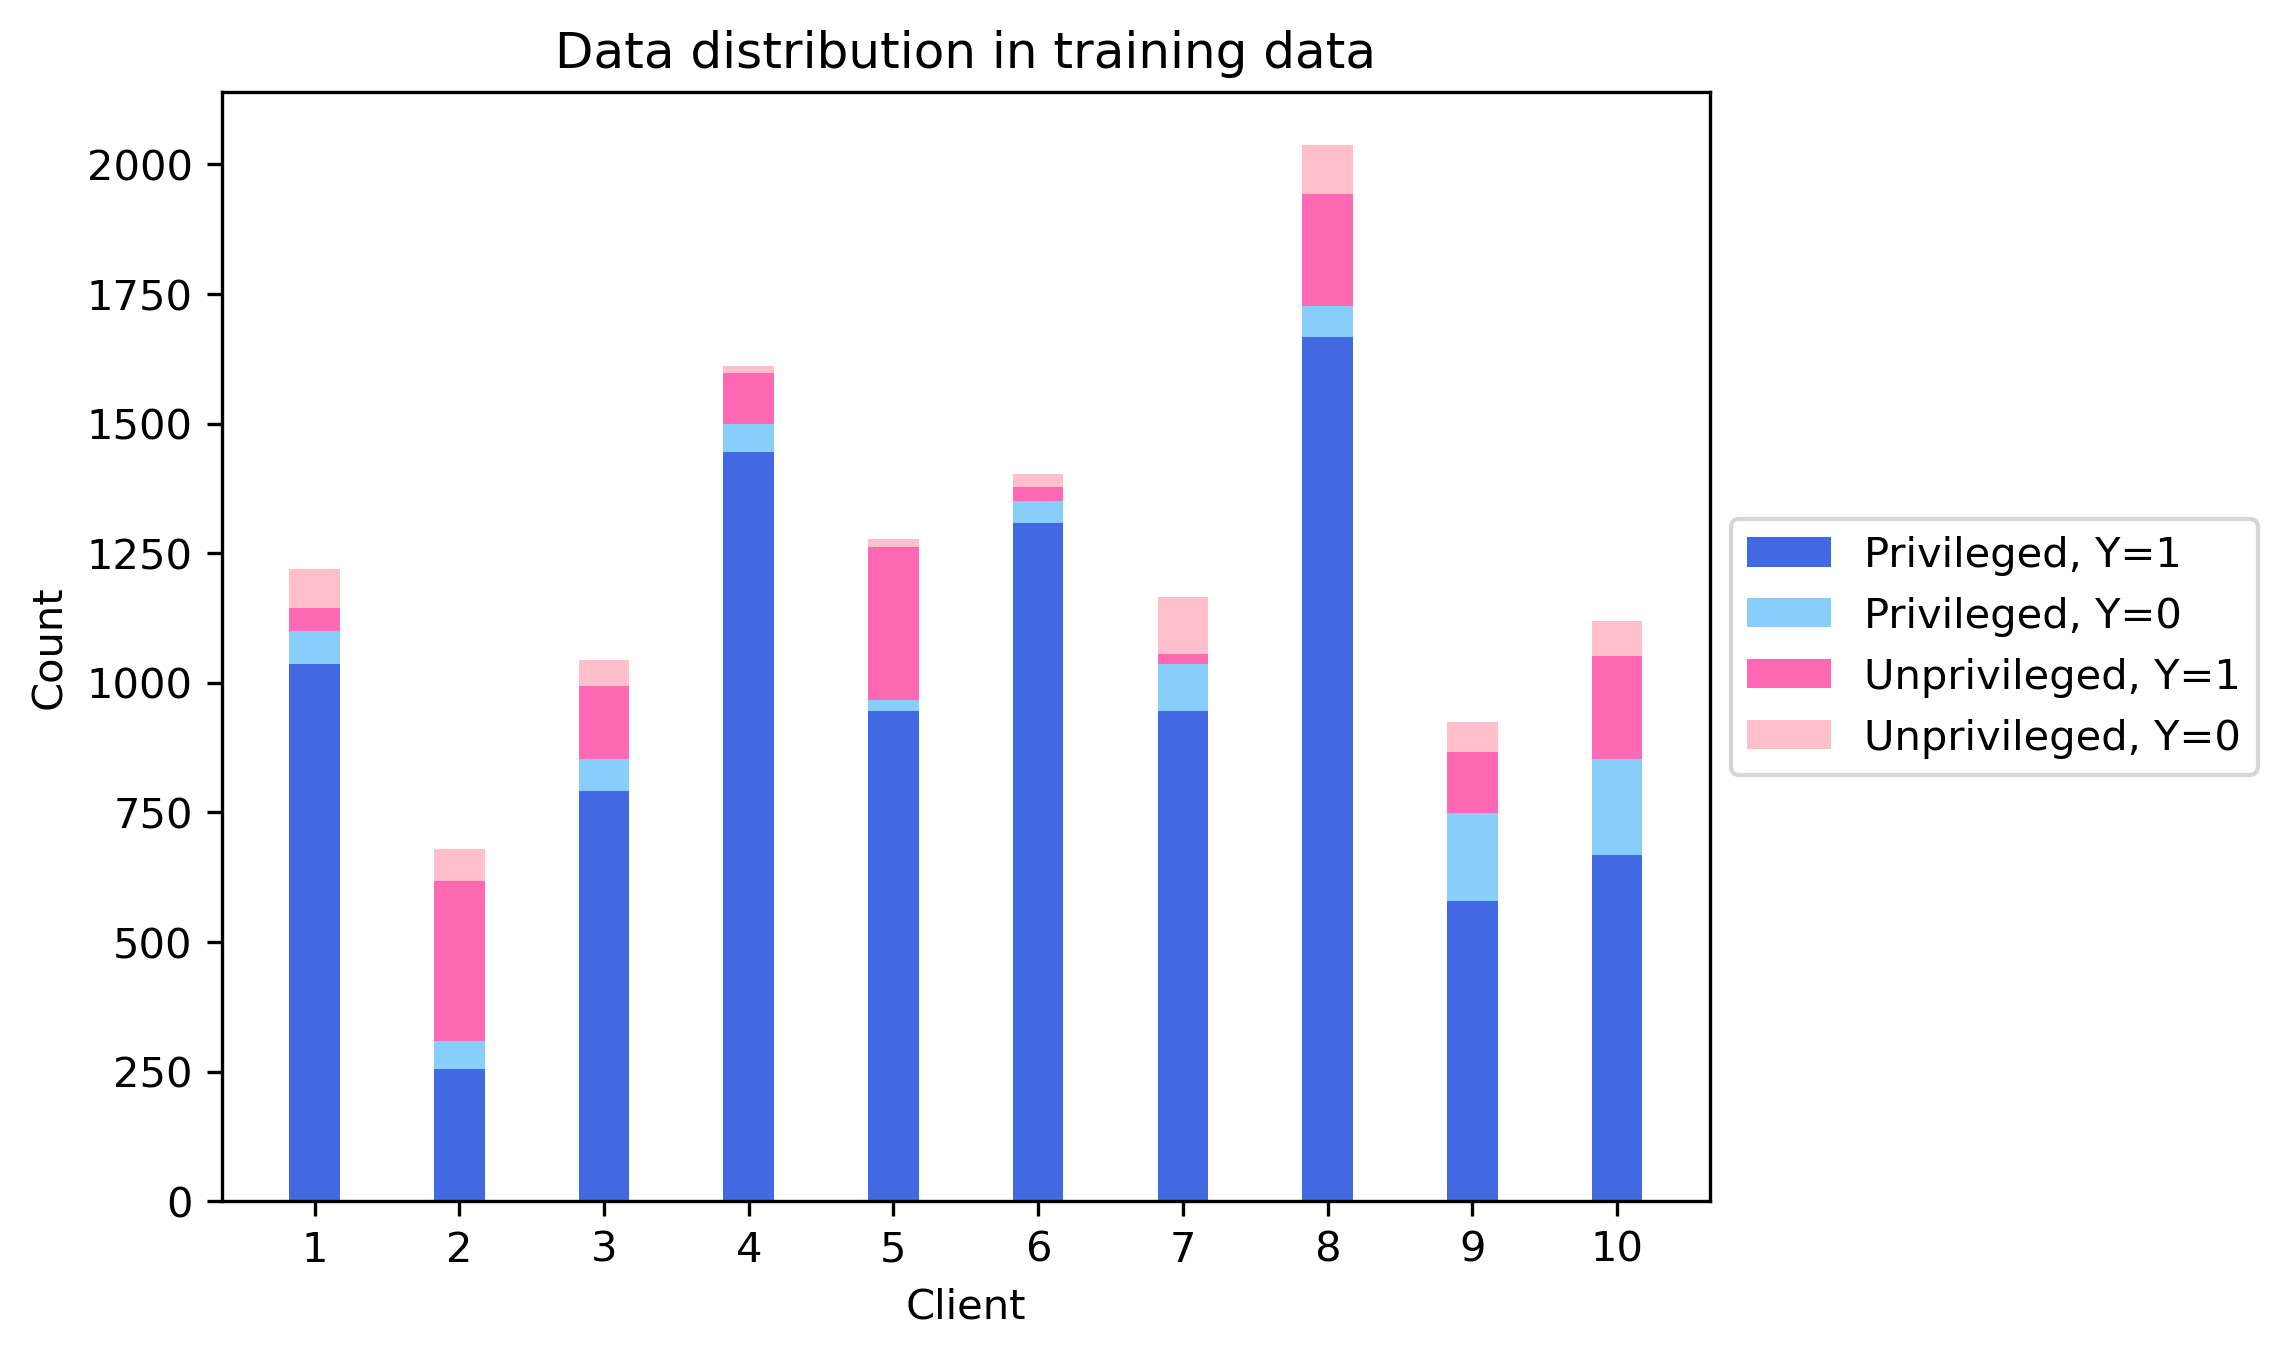 Data distribution in training data
2000
1750
1500
1250
1000
750
500
250
0
Count
1 2 3 4 5 6 7 8 9 10
Client
Privileged, Y=1
Privileged, Y=0
Unprivileged, Y=1
Unprivileged, Y=0